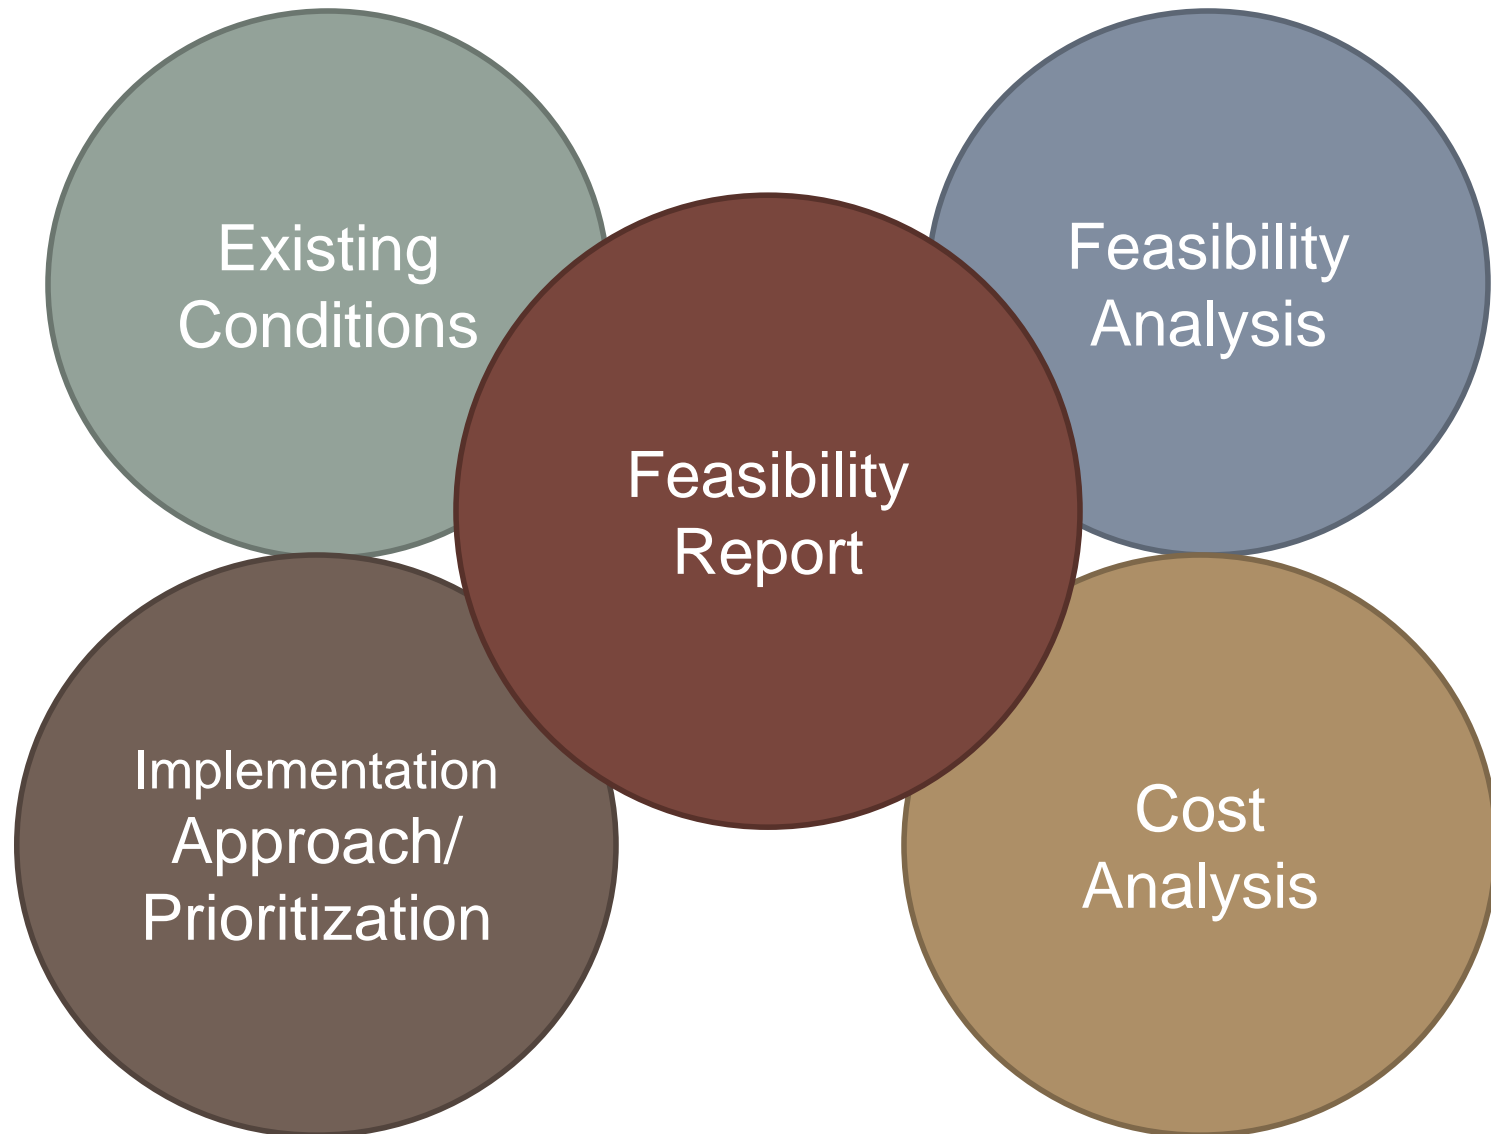 Existing
Conditions
Feasibility
Analysis
Feasibility
Report
Implementation
Approach/
Prioritization
Cost
Analysis